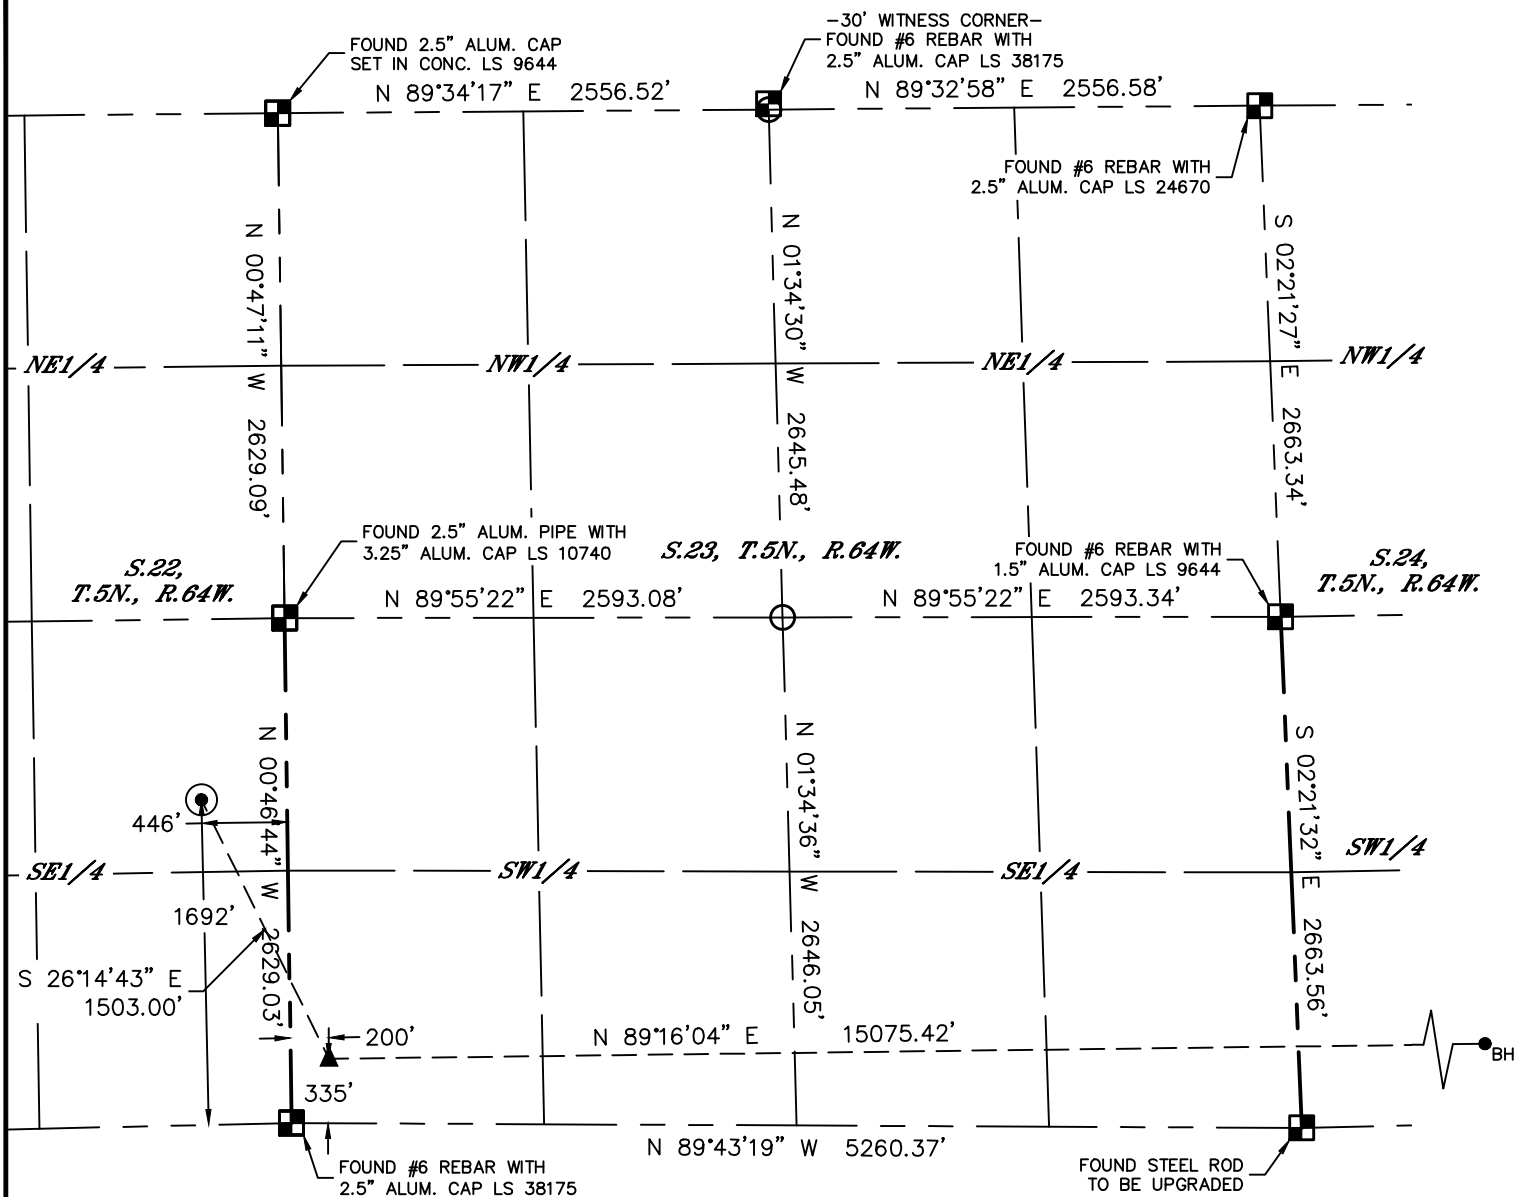 -30' WITNESS CORNER-
FOUND #6 REBAR WITH
2.5" ALUM. CAP LS 38175
FOUND 2.5" ALUM. CAP
SET IN CONC. LS 9644
N 89°34'17" E 2556.52'
N 89°32'58" E 2556.58'
FOUND #6 REBAR WITH
2.5" ALUM. CAP LS 24670
N 00°47'11" W 2629.09'
N 01°34'30" W 2645.48'
S 02°21'27" E 2663.34'
NE1/4
NW1/4
NE1/4
NW1/4
FOUND 2.5" ALUM. PIPE WITH
3.25" ALUM. CAP LS 10740
S.23, T.5N., R.64W.
FOUND #6 REBAR WITH
1.5" ALUM. CAP LS 9644
S.22,
T.5N., R.64W.
S.24,
T.5N., R.64W.
N 89°55'22" E 2593.08'
N 89°55'22" E 2593.34'
N 00°46'44" W 2629.03'
N 01°34'36" W 2646.05'
S 02°21'32" E 2663.56'
446'
SE1/4
SW1/4
SE1/4
SW1/4
1692'
S 26°14'43" E
1503.00'
200'
N 89°16'04" E 15075.42'
BH
335'
N 89°43'19" W 5260.37'
FOUND #6 REBAR WITH
2.5" ALUM. CAP LS 38175
FOUND STEEL ROD
TO BE UPGRADED